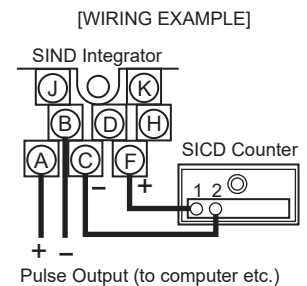 [WIRING EXAMPLE]
SIND Integrator
J K
B D H
A C F
SICD Counter
− +
1 2
+ −
Pulse Output (to computer etc.)